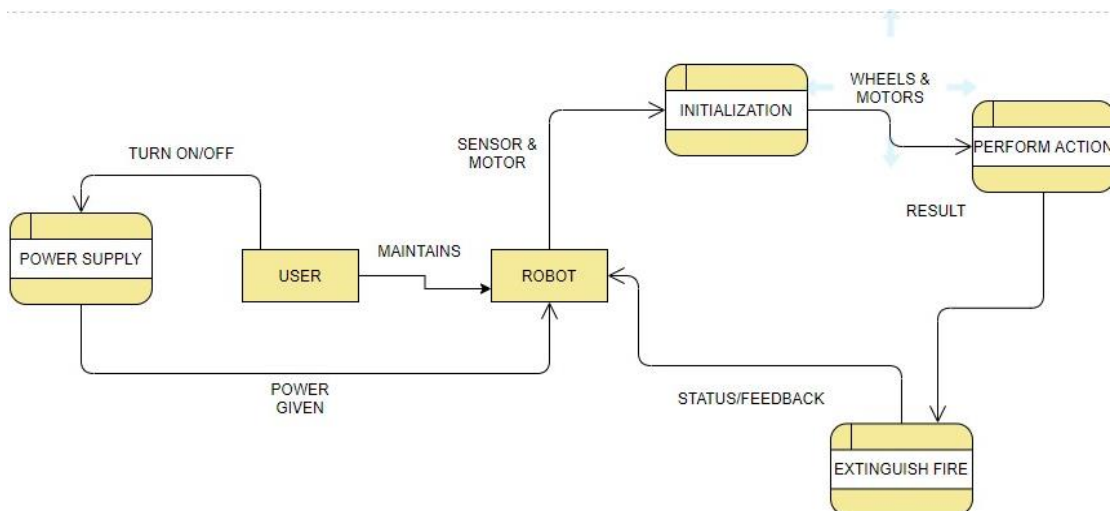 WHEELS &
MOTORS
INITIALIZATION
SENSOR &
MOTOR
PERFORM ACTION
TURN ON/OFF
RESULT
POWER SUPPLY
MAINTAINS
USER
ROBOT
POWER
GIVEN
STATUS/FEEDBACK
EXTINGUISH FIRE